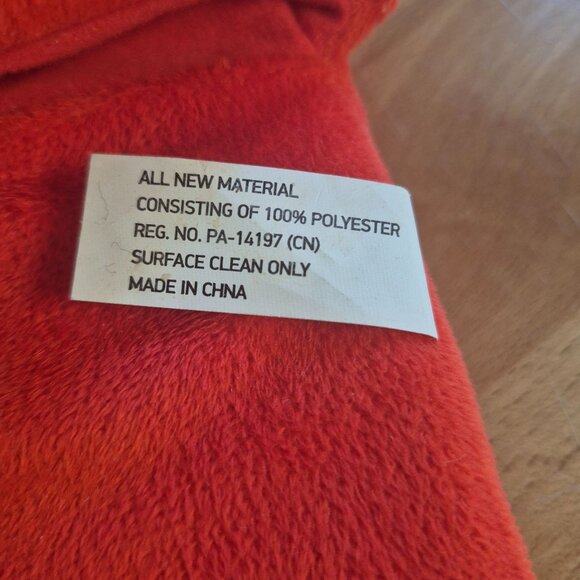 ALL NEW MATERIAL
CONSISTING OF 100% POLYESTER
REG. NO. PA-14197 (CN)
SURFACE CLEAN ONLY
MADE IN CHNA